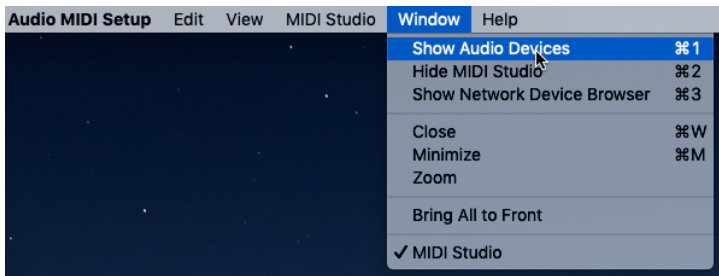 Audio MIDI Setup Edit View MIDI Studio Window Help
Show Audio Devices ⌘1
Hide MIDI Studio ⌘2
Show Network Device Browser ⌘3
Close ⌘W
Minimize ⌘M
Zoom
Bring All to Front
✓ MIDI Studio